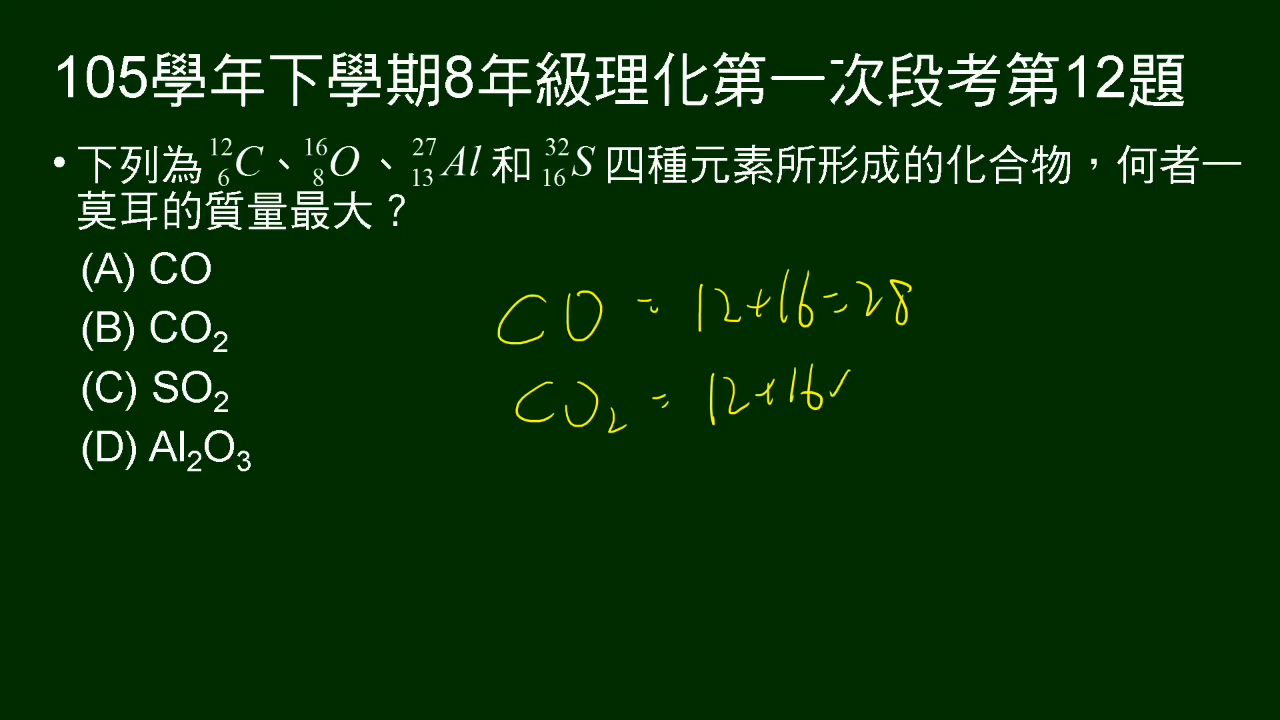 105學年下學期8年級理化第一次段考第12題
• 下列為 ¹²₆C、¹⁶₈O、²⁷₁₃Al 和 ³²₁₆S 四種元素所形成的化合物，何者一
莫耳的質量最大？
(A) CO
(B) CO₂
(C) SO₂
(D) Al₂O₃
CO = 12+16=28
CO₂ = 12+16